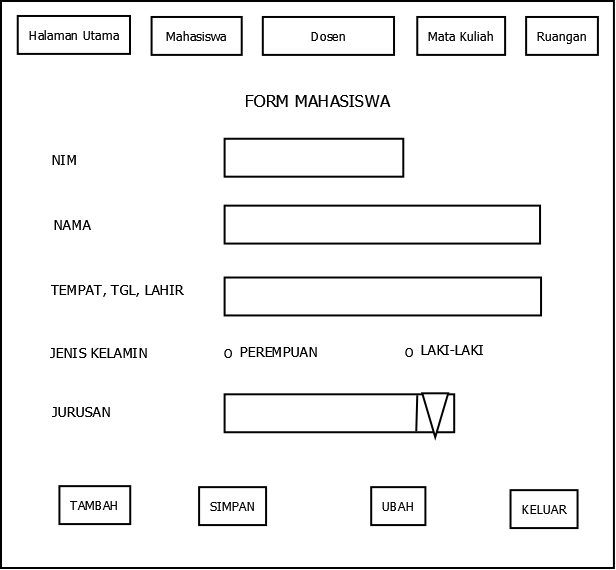 Halaman Utama Mahasiswa Dosen Mata Kuliah Ruangan
FORM MAHASISWA
NIM
NAMA
TEMPAT, TGL, LAHIR
JENIS KELAMIN o PEREMPUAN o LAKI-LAKI
JURUSAN
TAMBAH SIMPAN UBAH KELUAR